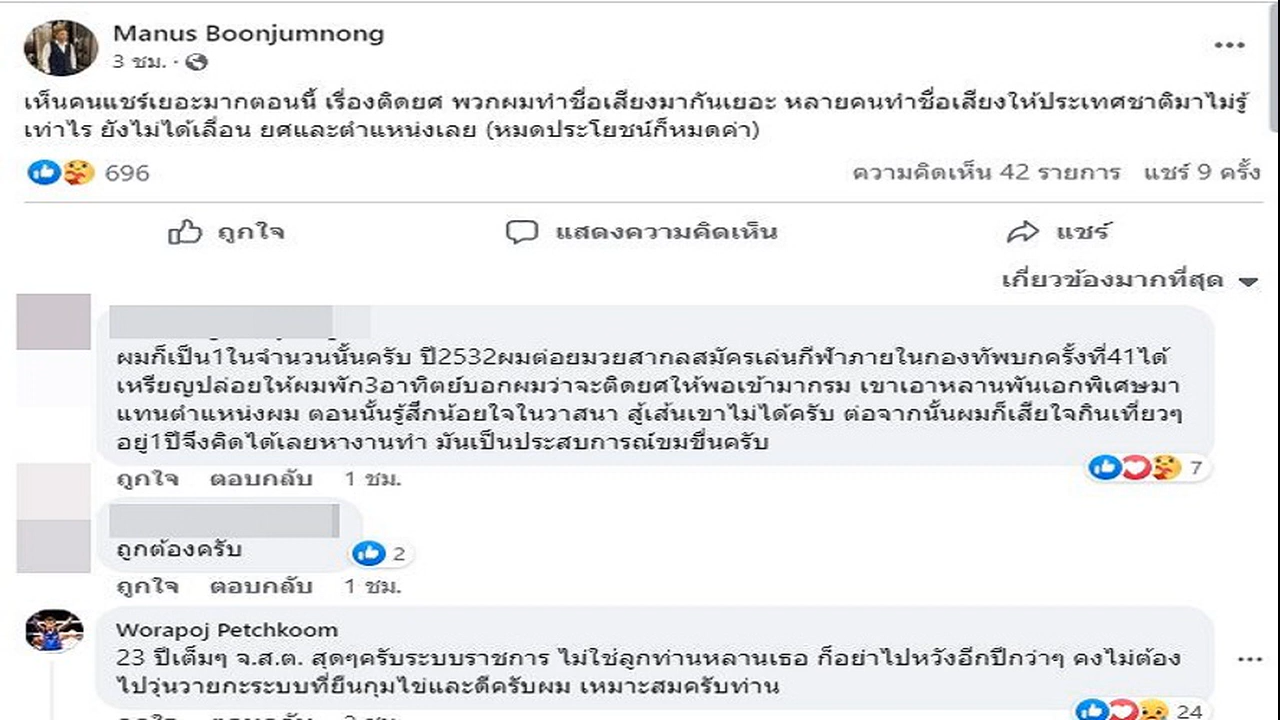 Manus Boonjumnong
3 ชม. ·
เห็นคนแชร์เยอะมากตอนนี้ เรื่องติดยศ พวกผมทำชื่อเสียงมากันเยอะ หลายคนทำชื่อเสียงให้ประเทศชาติมาไม่รู้
เท่าไร ยังไม่ได้เลื่อน ยศและตำแหน่งเลย (หมดประโยชน์ก็หมดค่า)
696 ความคิดเห็น 42 รายการ แชร์ 9 ครั้ง
ถูกใจ แสดงความคิดเห็น แชร์
เกี่ยวข้องมากที่สุด
ผมก็เป็น1ในจำนวนนั้นครับ ปี2532ผมต่อยมวยสากลสมัครเล่นกีฬาภายในกองทัพบกครั้งที่41ได้
เหรียญปล่อยให้ผมพัก3อาทิตย์บอกผมว่าจะติดยศให้พอเข้ามากรม เขาเอาหลานพันเอกพิเศษมา
แทนตำแหน่งผม ตอนนั้นรู้สึกน้อยใจในวาสนา สู้เส้นเขาไม่ได้ครับ ต่อจากนั้นผมก็เสียใจกินเที่ยวๆ
อยู่1ปีจึงคิดได้เลยหางานทำ มันเป็นประสบการณ์ขมขื่นครับ
7
ถูกใจ ตอบกลับ 1 ชม.
ถูกต้องครับ
2
ถูกใจ ตอบกลับ 1 ชม.
Worapoj Petchkoom
23 ปีเต็มๆ จ.ส.ต. สุดๆครับระบบราชการ ไม่ใช่ลูกท่านหลานเธอ ก็อย่าไปหวังอีกปีกว่าๆ คงไม่ต้อง
ไปวุ่นวายกะระบบที่ยืนกุมไข่และดีครับผม เหมาะสมครับท่าน
24